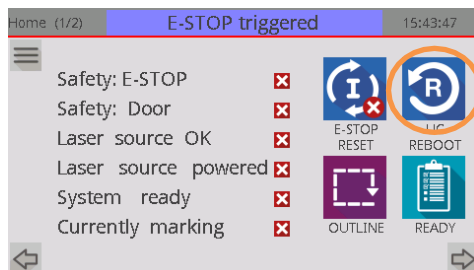 Home (1/2) E-STOP triggered 15:43:47
Safety: E-STOP
Safety: Door
Laser source OK
Laser source powered
System ready
Currently marking
I
E-STOP
RESET
R
REBOOT
OUTLINE
READY